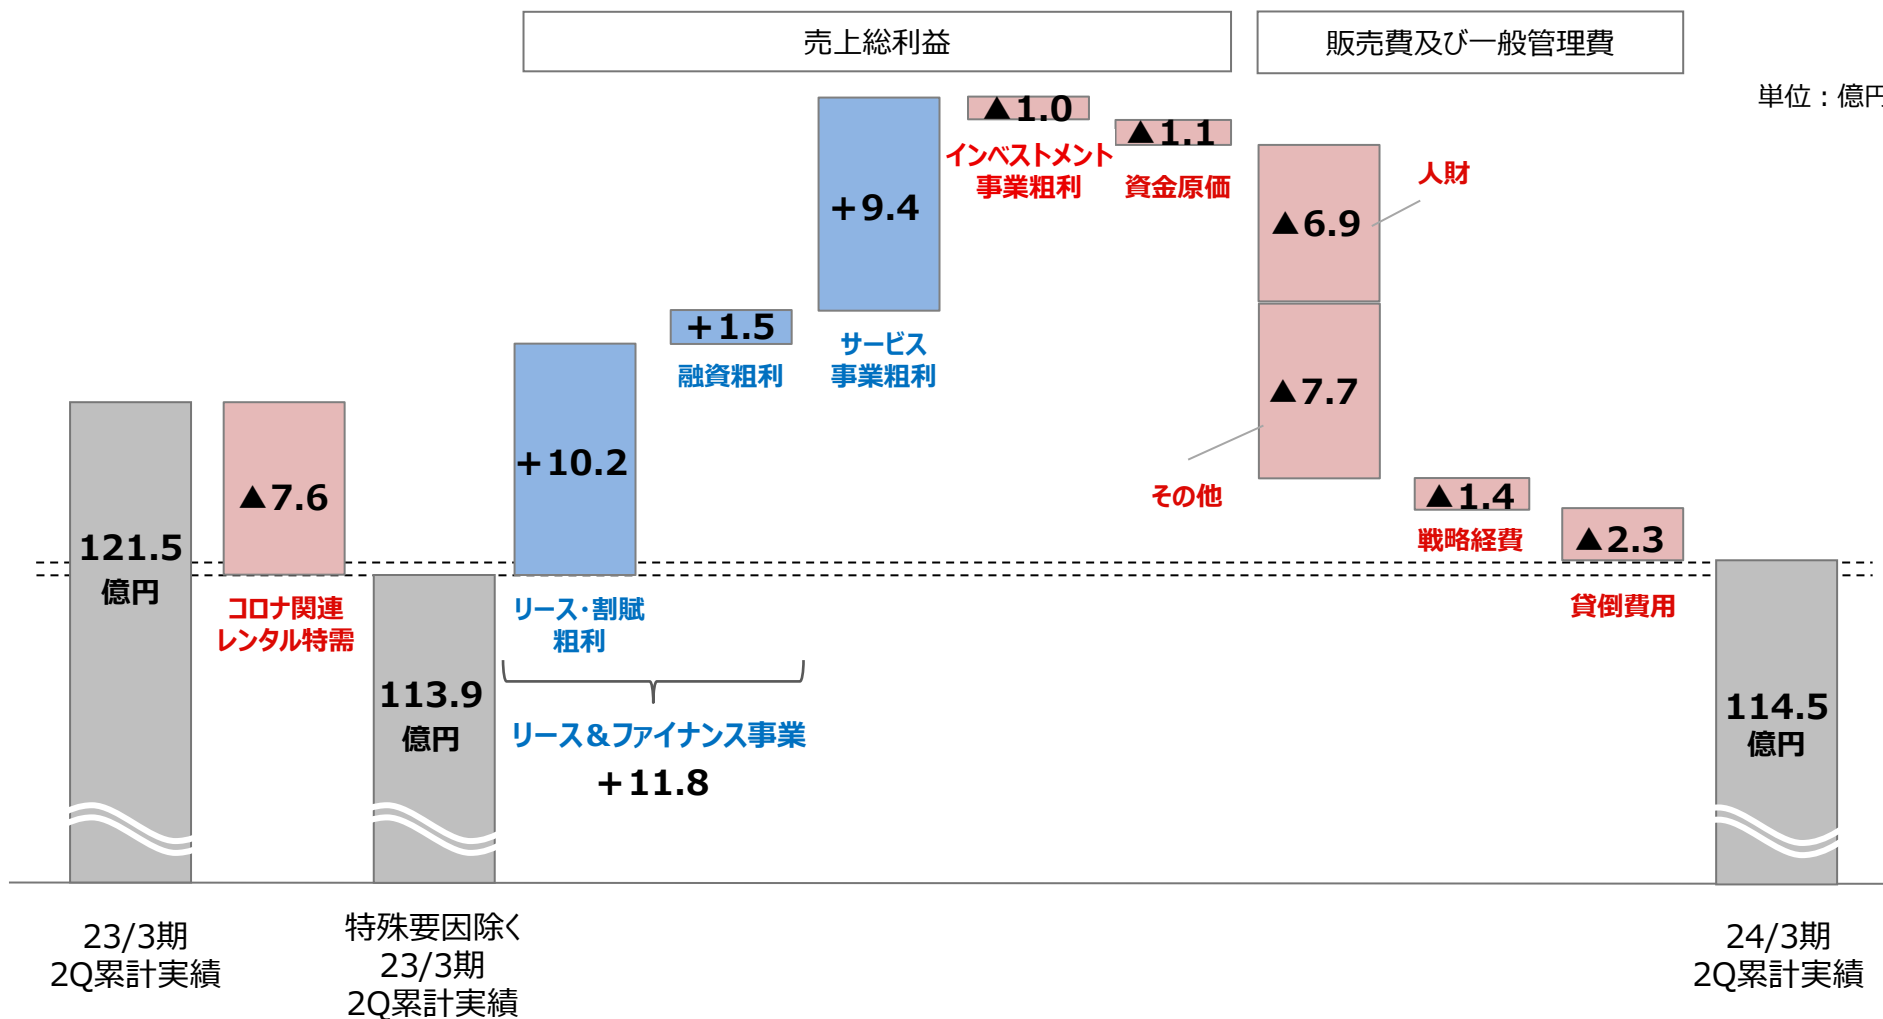 売上総利益
販売費及び一般管理費
単位：億円
121.5
億円
▲7.6
コロナ関連
レンタル特需
113.9
億円
+10.2
リース・割賦
粗利
+1.5
融資粗利
リース&ファイナンス事業
+11.8
+9.4
サービス
事業粗利
▲1.0
インベストメント
事業粗利
▲1.1
資金原価
▲6.9
人財
▲7.7
その他
▲1.4
戦略経費
▲2.3
貸倒費用
114.5
億円
23/3期
2Q累計実績
特殊要因除く
23/3期
2Q累計実績
24/3期
2Q累計実績